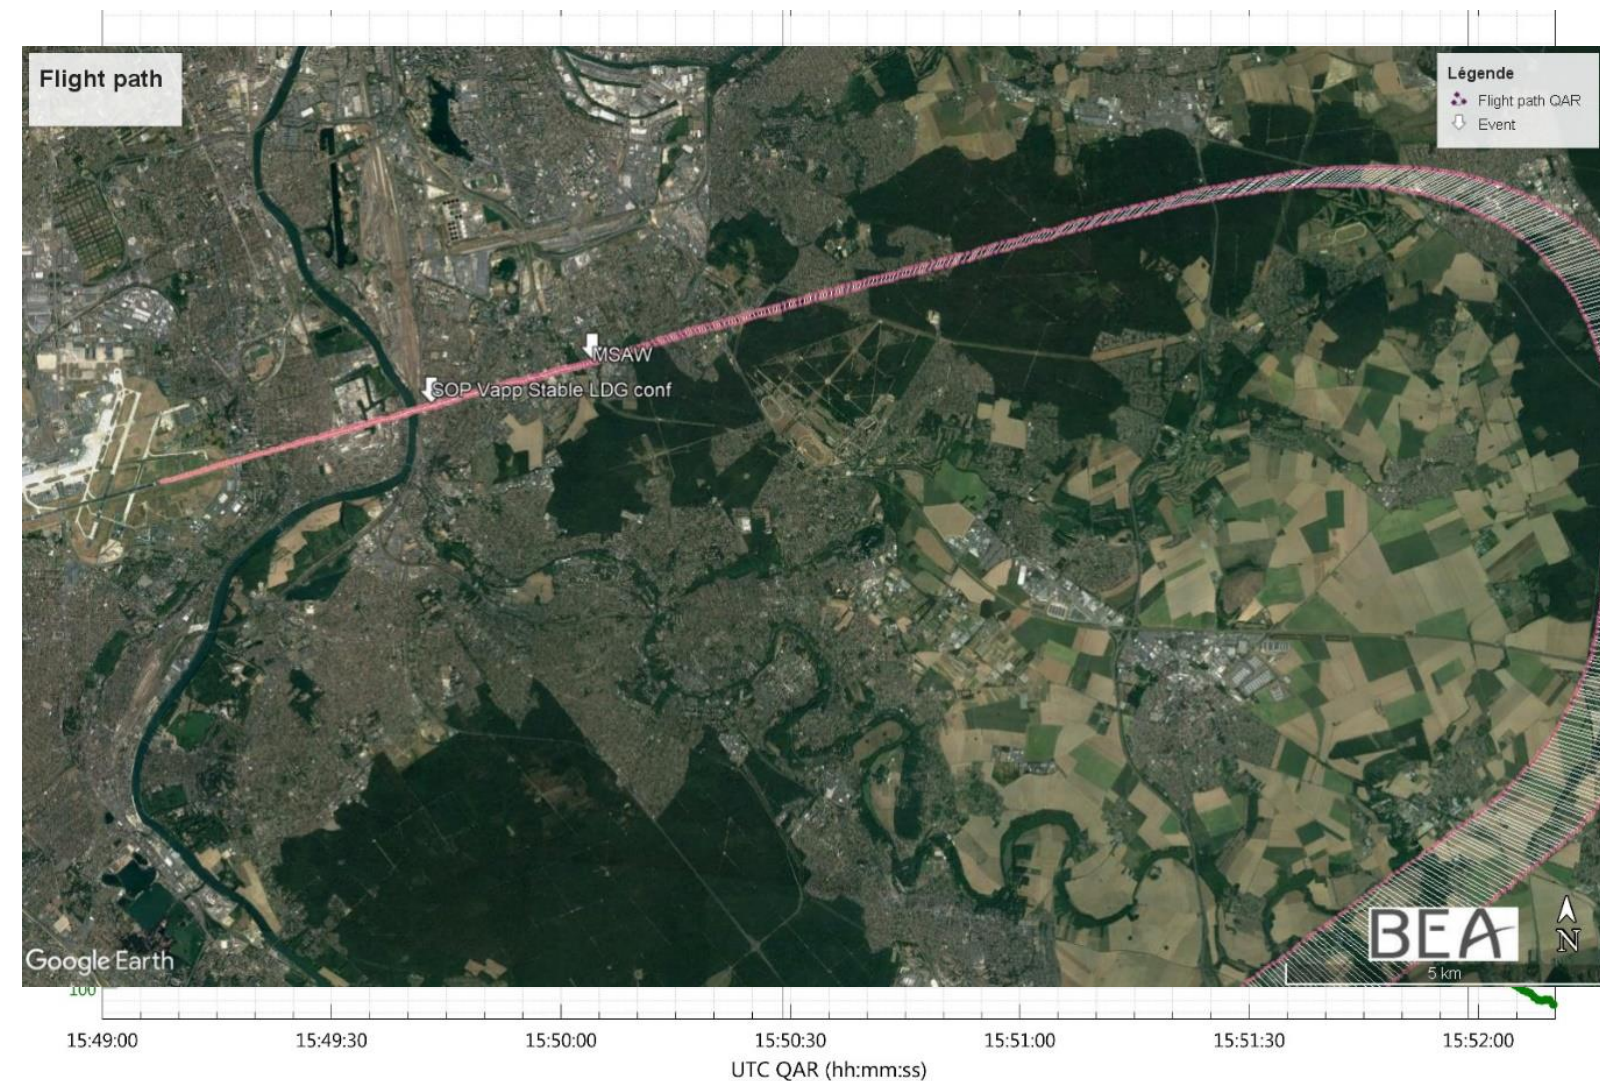 Flight path
Légende
Flight path QAR
Event
MSAW
SOP Vapp Stable LDG conf
BEA
N
Google Earth
5 km
100
15:49:00 15:49:30 15:50:00 15:50:30 15:51:00 15:51:30 15:52:00
UTC QAR (hh:mm:ss)